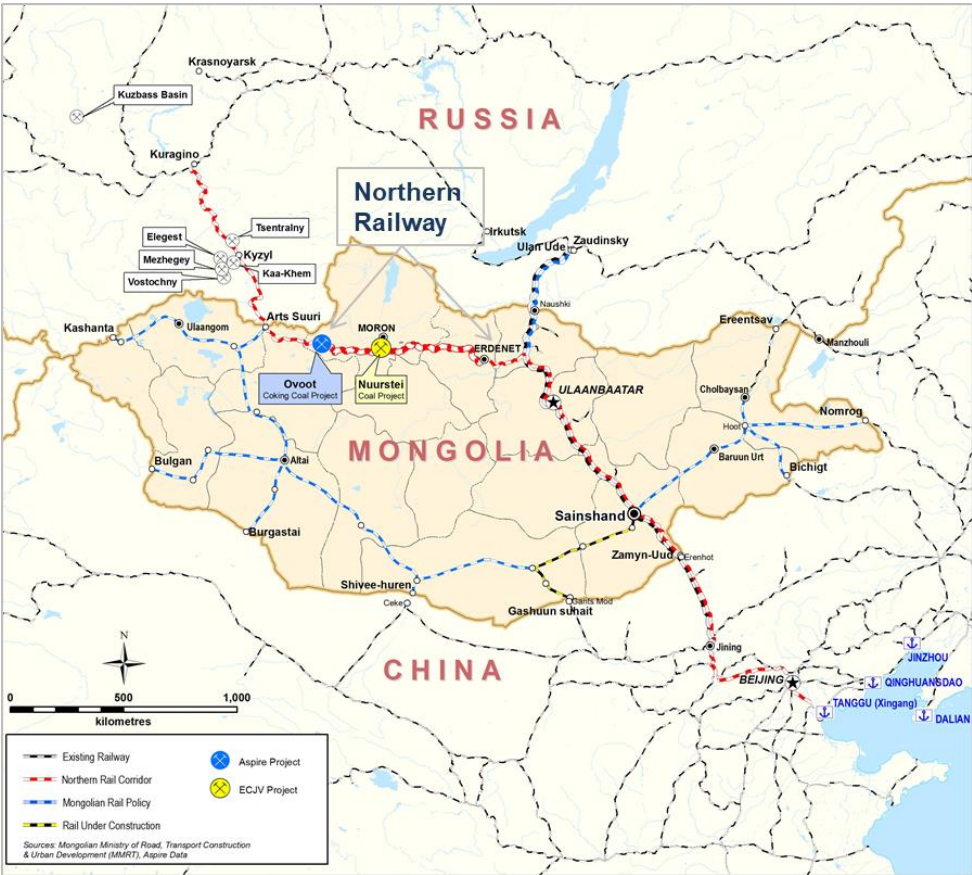 Krasnoyarsk
Kuzbass Basin
RUSSIA
Kuragino
Northern
Railway
Tsentralny
Irkutsk
Elegest
Ulan Ude
Zaudinsky
Kyzyl
Mezhegey
Kaa-Khem
Vostochny
Naushki
Arts Suuri
Ereentsav
Kashanta
Ulaangom
MORON
Manzhouli
ERDENET
Ovoot
Coking Coal Project
Nuurstei
Coal Project
ULAANBAATAR
Cholbaysan
Nomrog
Hoot
MONGOLIA
Bulgan
Altai
Baruun Urt
Bichigt
Sainshand
Burgastai
Zamyn-Uud
Erenhot
Shivee-huren
Ceke
Gants Mod
Gashuun suhait
N
CHINA
Jining
JINZHOU
BEIJING
QINGHUANGDAO
0 500 1,000
kilometres
TANGGU (Xingang)
DALIAN
Existing Railway
Aspire Project
Northern Rail Corridor
ECJV Project
Mongolian Rail Policy
Rail Under Construction
Sources: Mongolian Ministry of Road, Transport Construction
& Urban Development (MMRT), Aspire Data